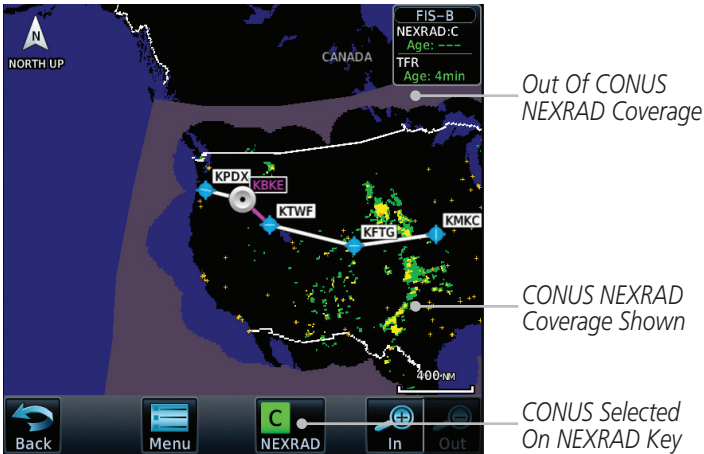 N
NORTH UP
CANADA
FIS-B
NEXRAD:C
Age: ---
TFR
Age: 4min
Out Of CONUS
NEXRAD Coverage
KPDX
KBKE
KTWF
KFTG
KMKC
CONUS NEXRAD
Coverage Shown
400NM
Back
Menu
C
NEXRAD
In
Out
CONUS Selected
On NEXRAD Key